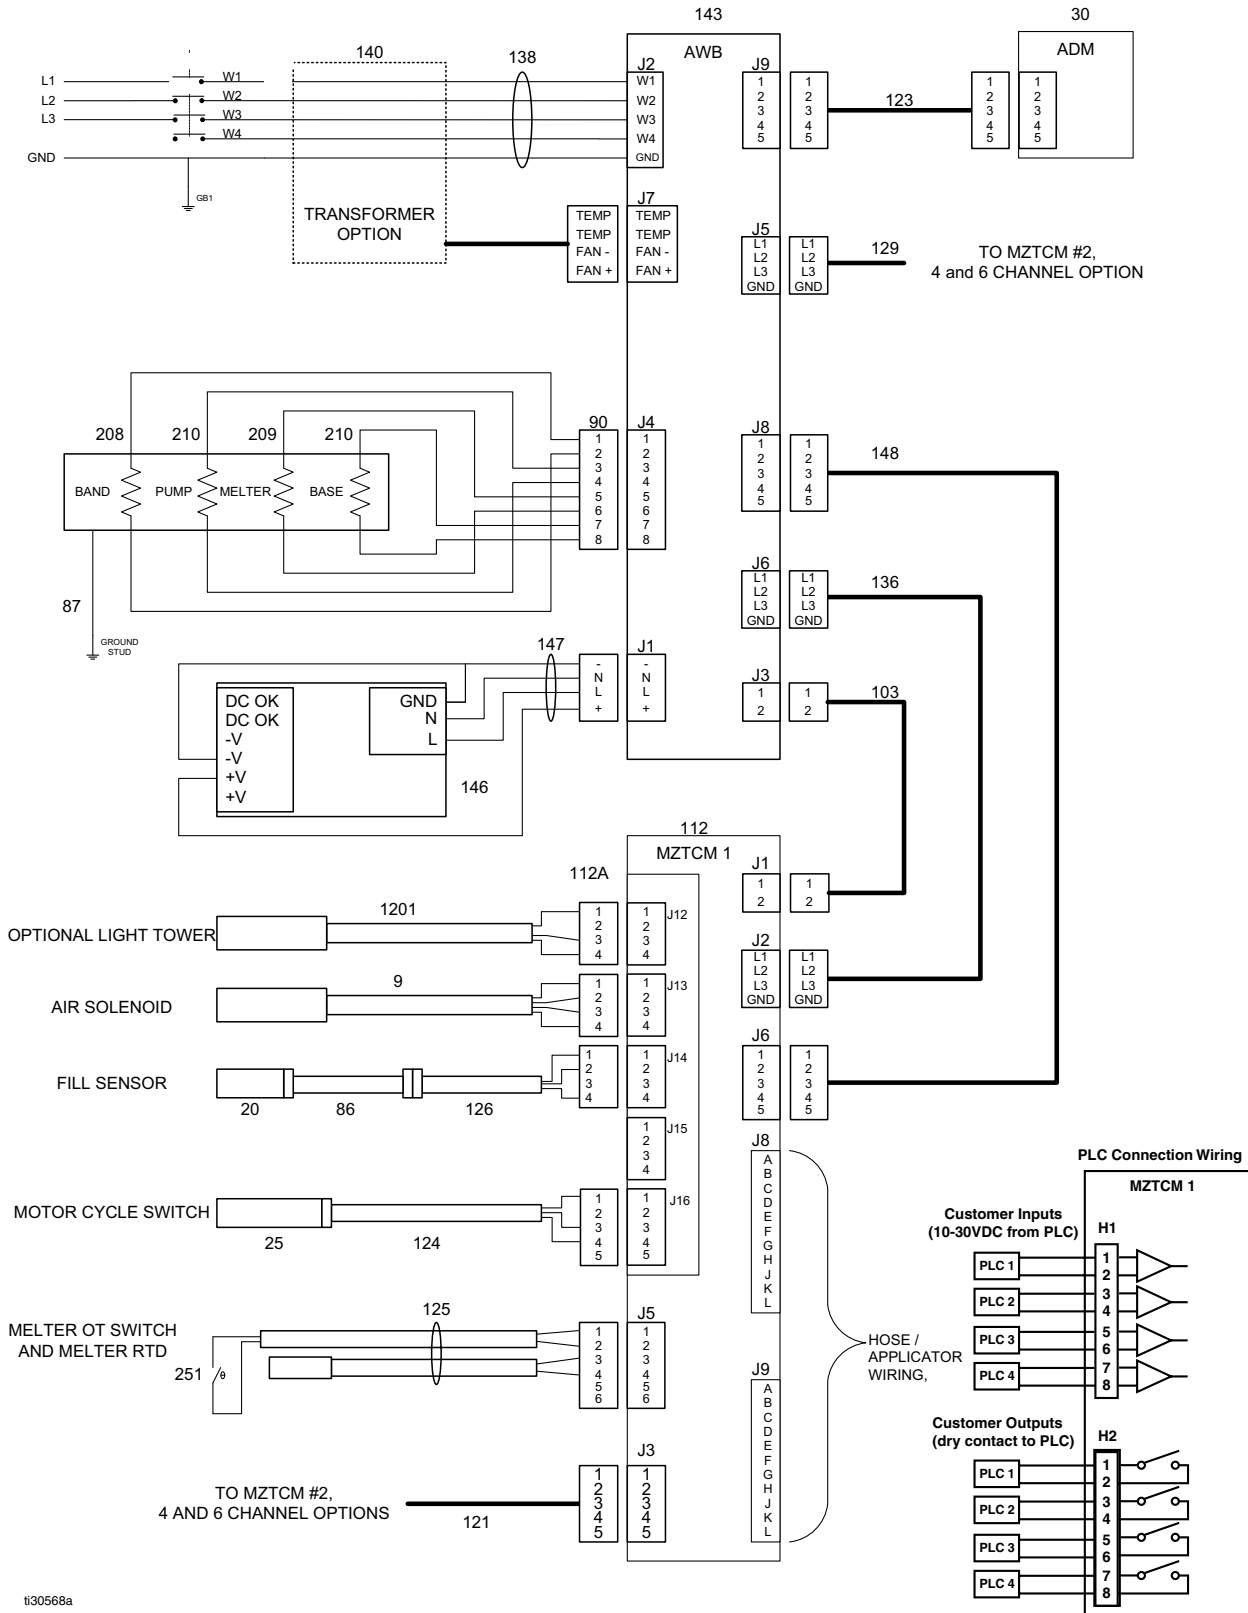 143
30
140
138
AWB
ADM
L1
L2
L3
GND
W1
W2
W3
W4
GB1
J2
W1
W2
W3
W4
GND
J9
1
2
3
4
5
1
2
3
4
5
123
1
2
3
4
5
1
2
3
4
5
TRANSFORMER
OPTION
TEMP
TEMP
FAN -
FAN +
J7
TEMP
TEMP
FAN -
FAN +
J5
L1
L2
L3
GND
L1
L2
L3
GND
129
TO MZTCM #2,
4 and 6 CHANNEL OPTION
208
210
209
210
BAND
PUMP
MELTER
BASE
90
1
2
3
4
5
6
7
8
J4
1
2
3
4
5
6
7
8
J8
1
2
3
4
5
1
2
3
4
5
148
87
GROUND
STUD
J6
L1
L2
L3
GND
L1
L2
L3
GND
136
147
-
N
L
+
J1
-
N
L
+
J3
1
2
1
2
103
DC OK
DC OK
-V
-V
+V
+V
GND
N
L
146
112
MZTCM 1
112A
J1
1
2
1
2
OPTIONAL LIGHT TOWER
1201
1
2
3
4
1
2
3
4
J12
J2
L1
L2
L3
GND
L1
L2
L3
GND
AIR SOLENOID
9
1
2
3
4
1
2
3
4
J13
FILL SENSOR
20
86
126
1
2
3
4
1
2
3
4
J14
J6
1
2
3
4
5
1
2
3
4
5
1
2
3
4
J15
MOTOR CYCLE SWITCH
25
124
1
2
3
4
5
1
2
3
4
5
J16
J8
A
B
C
D
E
F
G
H
J
K
L
MELTER OT SWITCH
AND MELTER RTD
251
θ
125
1
2
3
4
5
6
J5
1
2
3
4
5
6
J9
A
B
C
D
E
F
G
H
J
K
L
HOSE /
APPLICATOR
WIRING,
TO MZTCM #2,
4 AND 6 CHANNEL OPTIONS
121
1
2
3
4
5
J3
1
2
3
4
5
PLC Connection Wiring
MZTCM 1
Customer Inputs
(10-30VDC from PLC)
H1
PLC 1
PLC 2
PLC 3
PLC 4
1
2
3
4
5
6
7
8
Customer Outputs
(dry contact to PLC)
H2
PLC 1
PLC 2
PLC 3
PLC 4
1
2
3
4
5
6
7
8
ti30568a